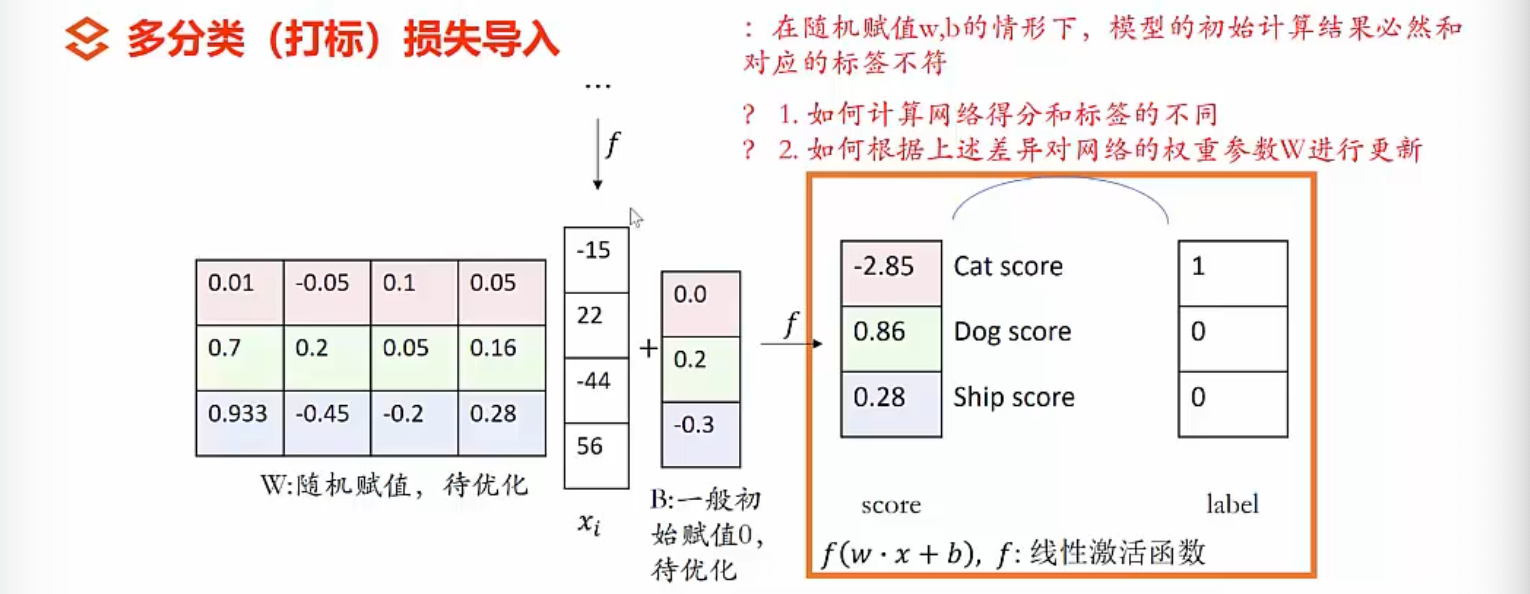 多分类（打标）损失导入
：在随机赋值w,b的情形下，模型的初始计算结果必然和
对应的标签不符
? 1. 如何计算网络得分和标签的不同
? 2. 如何根据上述差异对网络的权重参数W进行更新
...
f
0.01 -0.05 0.1 0.05
0.7 0.2 0.05 0.16
0.933 -0.45 -0.2 0.28
W:随机赋值，待优化
-15
22
-44
56
x_i
+
0.0
0.2
-0.3
B:一般初
始赋值0，
待优化
f
-2.85 Cat score 1
0.86 Dog score 0
0.28 Ship score 0
score label
f(w · x + b), f: 线性激活函数